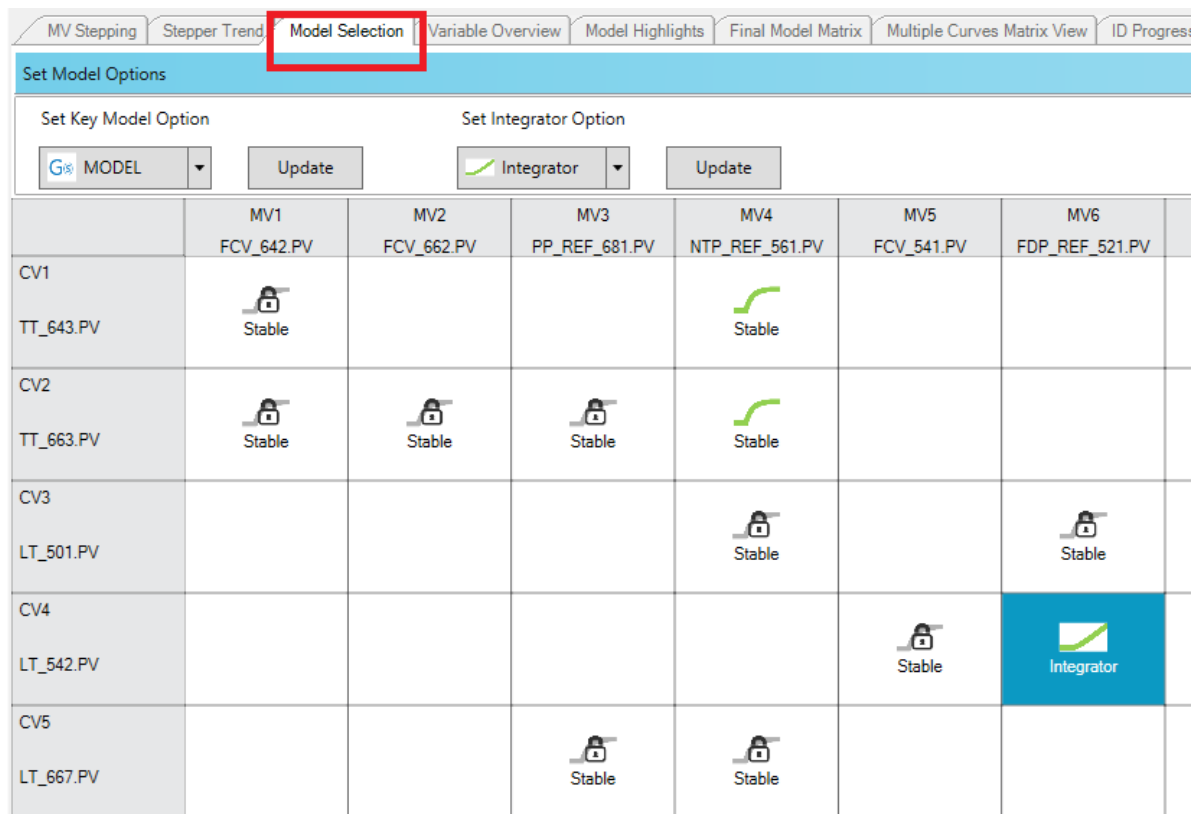 MV Stepping Stepper Trend Model Selection Variable Overview Model Highlights Final Model Matrix Multiple Curves Matrix View ID Progress
Set Model Options
Set Key Model Option Set Integrator Option
G(s) MODEL Update Integrator Update
MV1 MV2 MV3 MV4 MV5 MV6
FCV_642.PV FCV_662.PV PP_REF_681.PV NTP_REF_561.PV FCV_541.PV FDP_REF_521.PV
CV1
TT_643.PV Stable Stable
CV2
TT_663.PV Stable Stable Stable Stable
CV3
LT_501.PV Stable Stable
CV4
LT_542.PV Stable Integrator
CV5
LT_667.PV Stable Stable